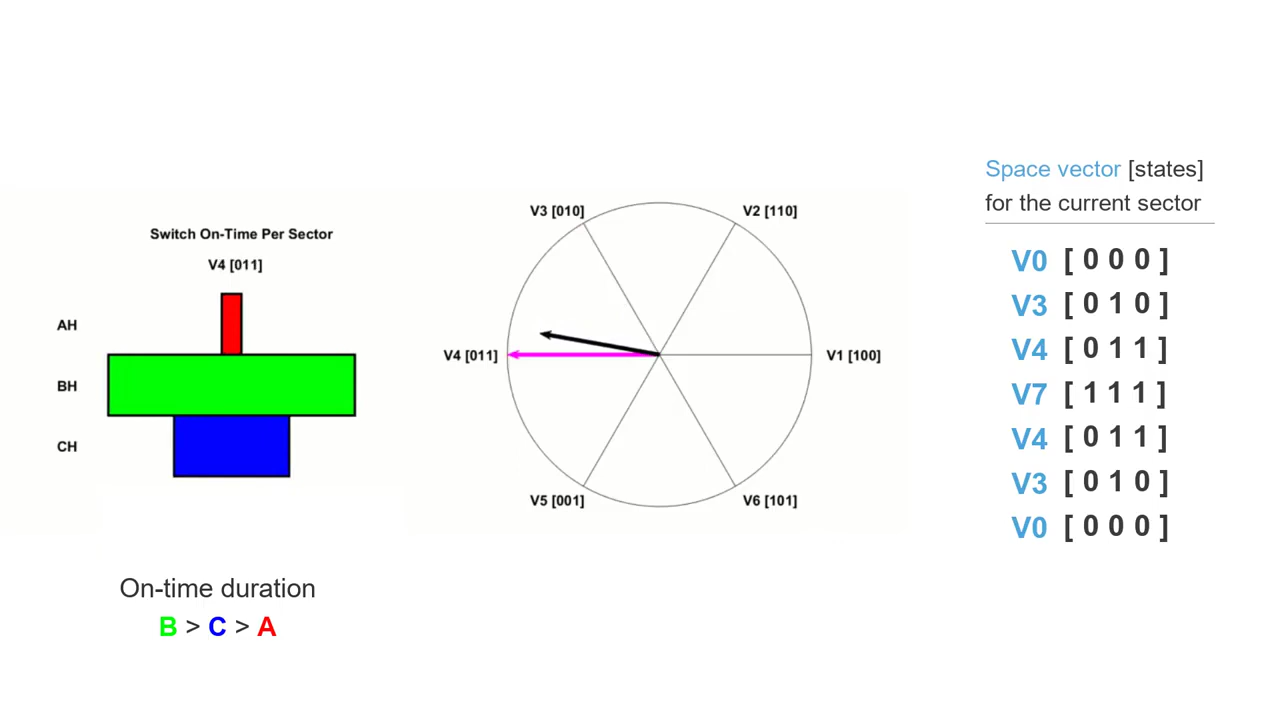 Switch On-Time Per Sector
V4 [011]
AH
BH
CH
On-time duration
B > C > A
V3 [010]
V2 [110]
V4 [011]
V1 [100]
V5 [001]
V6 [101]
Space vector [states]
for the current sector
V0 [ 0 0 0 ]
V3 [ 0 1 0 ]
V4 [ 0 1 1 ]
V7 [ 1 1 1 ]
V4 [ 0 1 1 ]
V3 [ 0 1 0 ]
V0 [ 0 0 0 ]